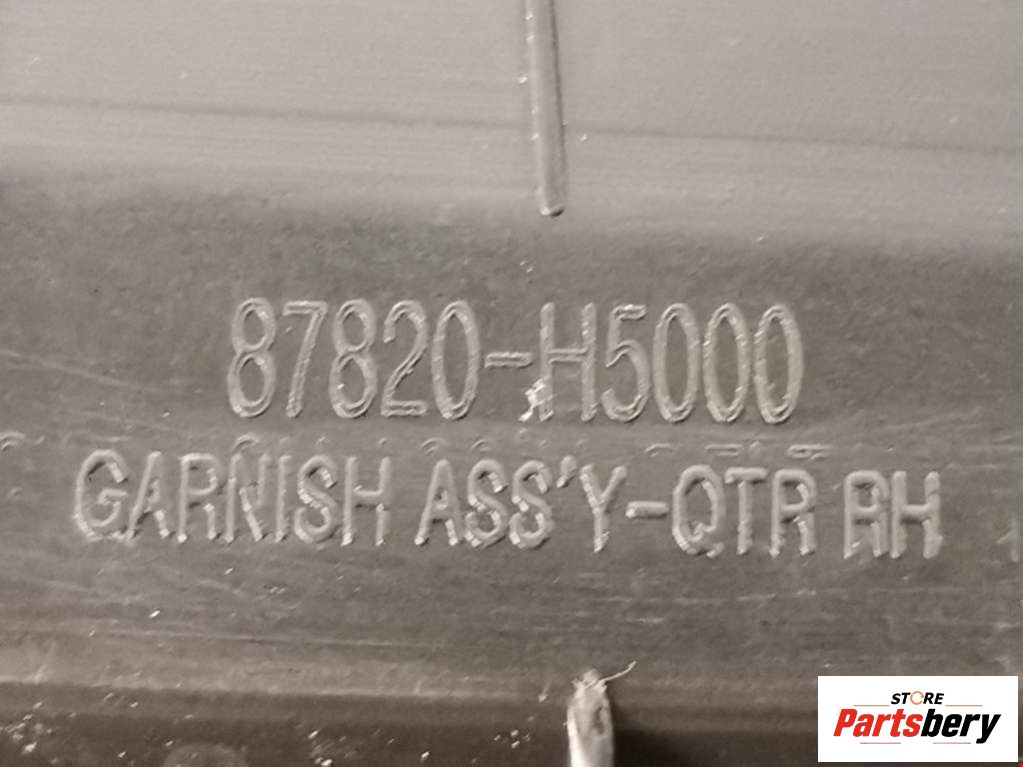 87820-H5000
GARNISH ASS'Y-QTR RH
STORE
Partsbery